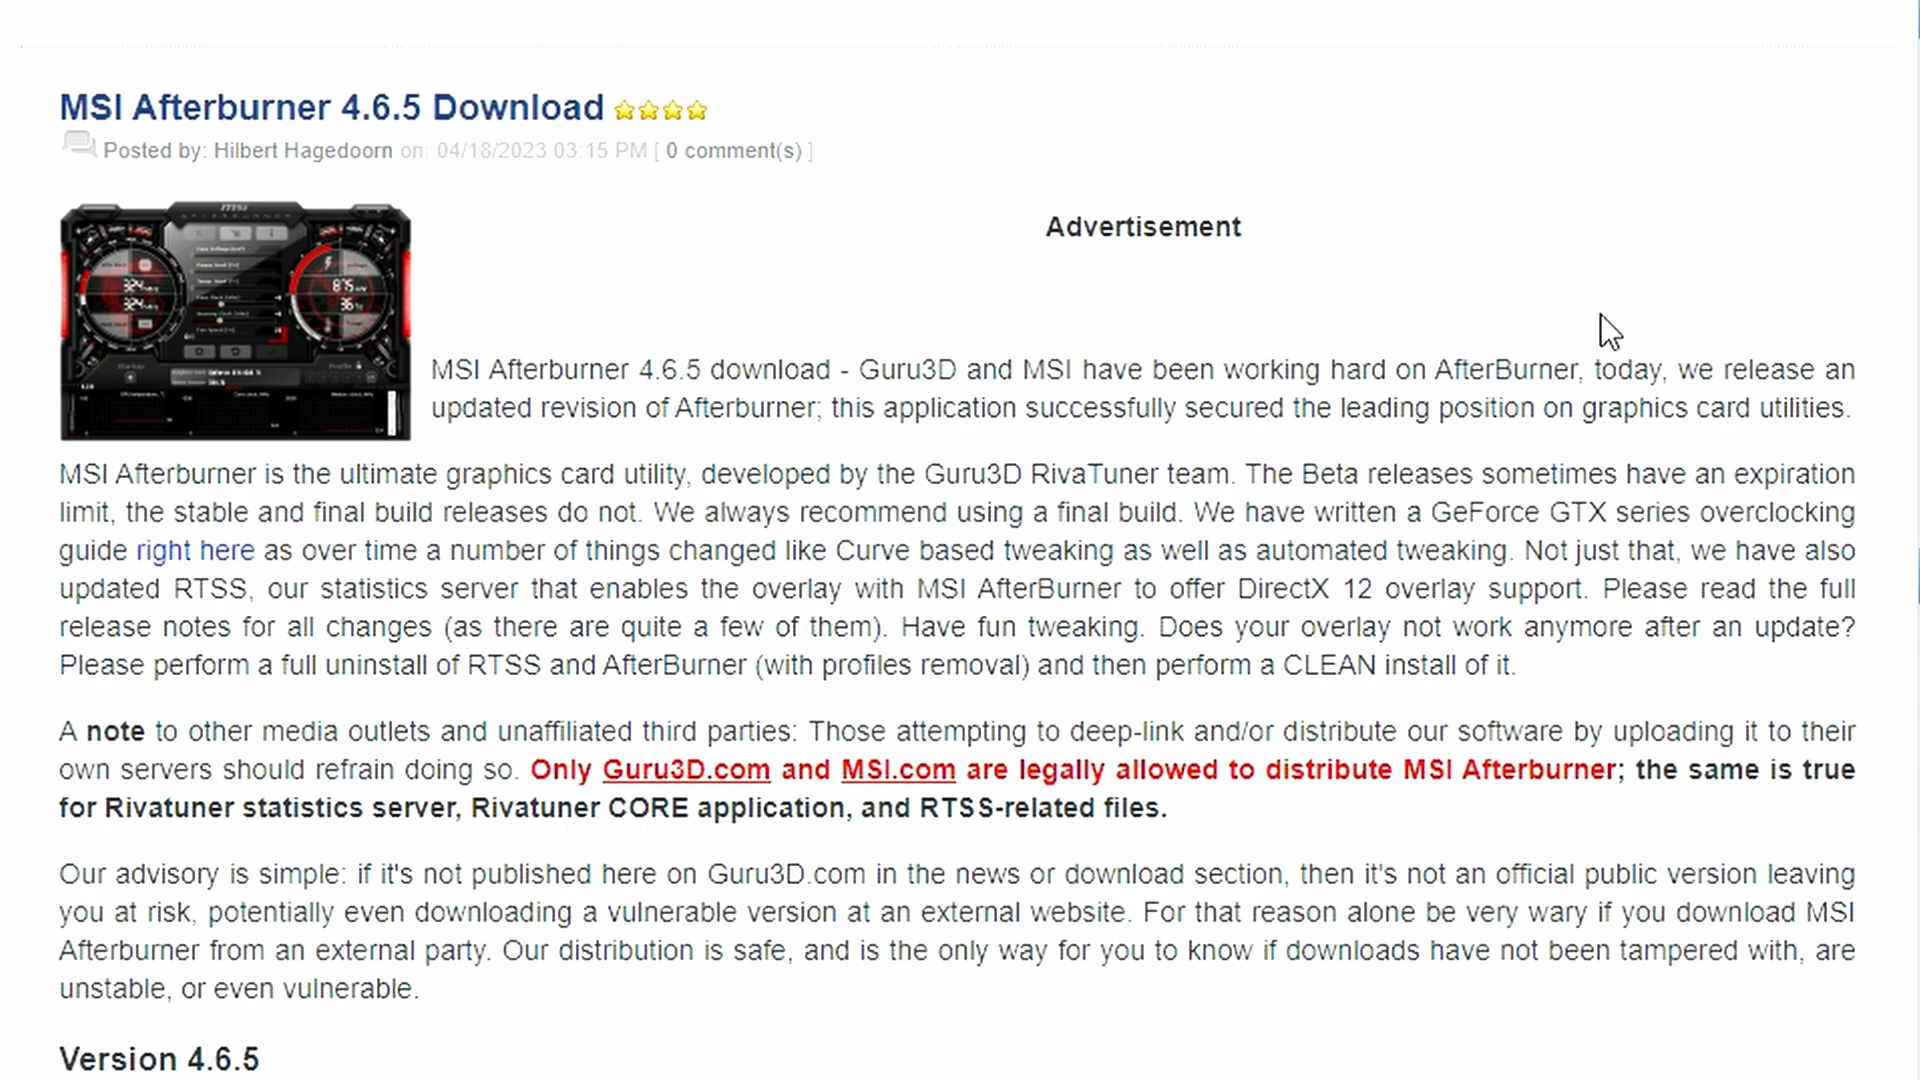 MSI Afterburner 4.6.5 Download
Posted by: Hilbert Hagedoorn on: 04/18/2023 03:15 PM [ 0 comment(s) ]
Advertisement
MSI Afterburner 4.6.5 download - Guru3D and MSI have been working hard on AfterBurner, today, we release an
updated revision of Afterburner; this application successfully secured the leading position on graphics card utilities.
MSI Afterburner is the ultimate graphics card utility, developed by the Guru3D RivaTuner team. The Beta releases sometimes have an expiration
limit, the stable and final build releases do not. We always recommend using a final build. We have written a GeForce GTX series overclocking
guide right here as over time a number of things changed like Curve based tweaking as well as automated tweaking. Not just that, we have also
updated RTSS, our statistics server that enables the overlay with MSI AfterBurner to offer DirectX 12 overlay support. Please read the full
release notes for all changes (as there are quite a few of them). Have fun tweaking. Does your overlay not work anymore after an update?
Please perform a full uninstall of RTSS and AfterBurner (with profiles removal) and then perform a CLEAN install of it.
A note to other media outlets and unaffiliated third parties: Those attempting to deep-link and/or distribute our software by uploading it to their
own servers should refrain doing so. Only Guru3D.com and MSI.com are legally allowed to distribute MSI Afterburner; the same is true
for Rivatuner statistics server, Rivatuner CORE application, and RTSS-related files.
Our advisory is simple: if it's not published here on Guru3D.com in the news or download section, then it's not an official public version leaving
you at risk, potentially even downloading a vulnerable version at an external website. For that reason alone be very wary if you download MSI
Afterburner from an external party. Our distribution is safe, and is the only way for you to know if downloads have not been tampered with, are
unstable, or even vulnerable.
Version 4.6.5